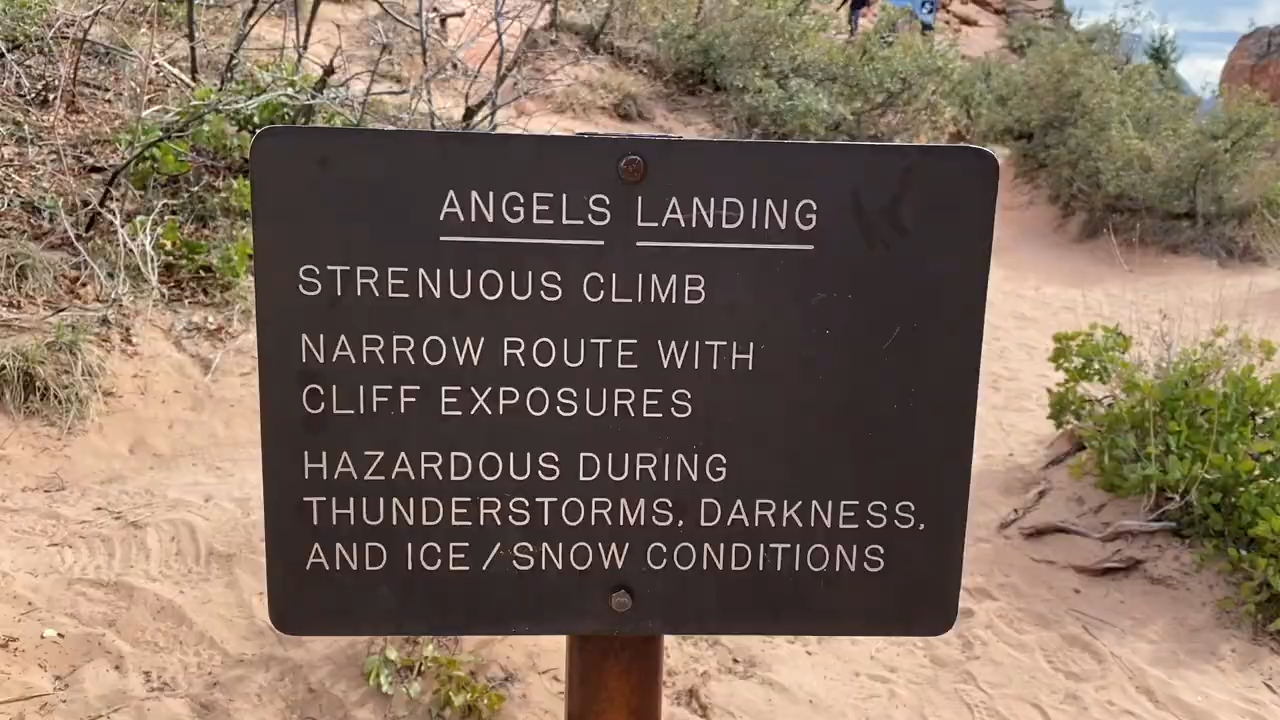 ANGELS LANDING
STRENUOUS CLIMB
NARROW ROUTE WITH
CLIFF EXPOSURES
HAZARDOUS DURING
THUNDERSTORMS, DARKNESS,
AND ICE/SNOW CONDITIONS